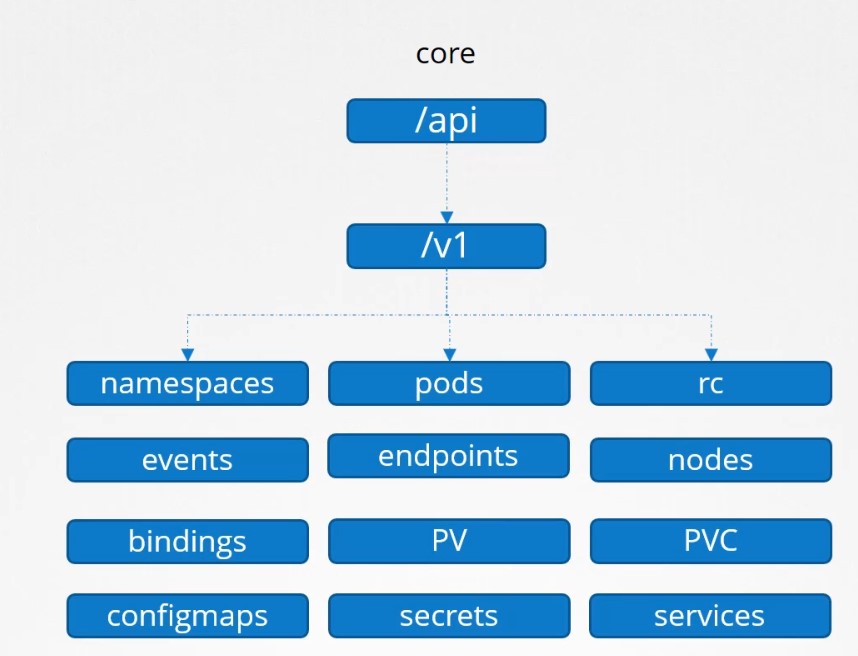 core
/api
/v1
namespaces
pods
rc
events
endpoints
nodes
bindings
PV
PVC
configmaps
secrets
services